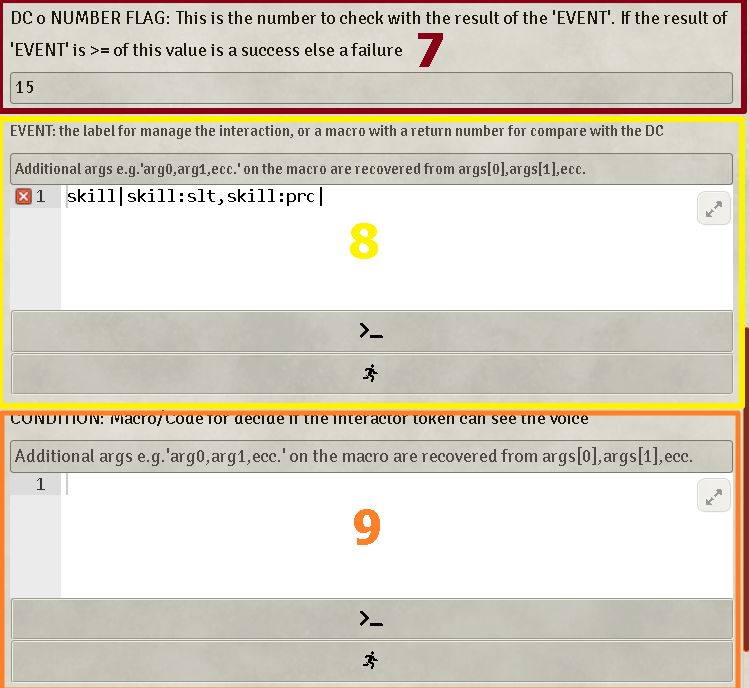 DC o NUMBER FLAG: This is the number to check with the result of the 'EVENT'. If the result of
'EVENT' is >= of this value is a success else a failure
7
15
EVENT: the label for manage the interaction, or a macro with a return number for compare with the DC
Additional args e.g.'arg0,arg1,ecc.' on the macro are recovered from args[0],args[1],ecc.
1 skill|skill:slt,skill:prc|
8
CONDITION: Macro/Code for decide if the interactor token can see the voice
Additional args e.g.'arg0,arg1,ecc.' on the macro are recovered from args[0],args[1],ecc.
1
9